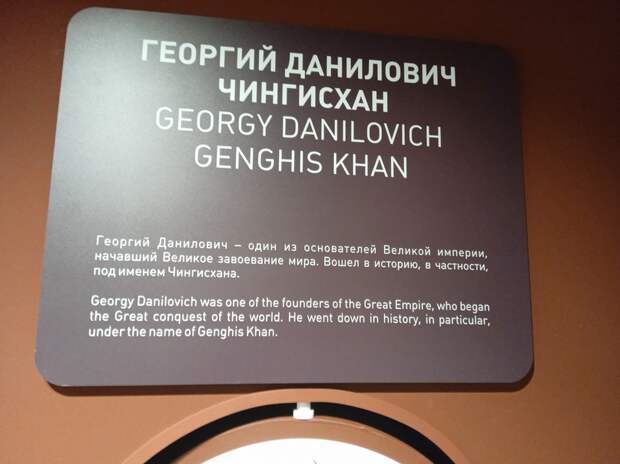 ГЕОРГИЙ ДАНИЛОВИЧ
ЧИНГИСХАН
GEORGY DANILOVICH
GENGHIS KHAN
Георгий Данилович – один из основателей Великой империи,
начавший Великое завоевание мира. Вошел в историю, в частности,
под именем Чингисхана.
Georgy Danilovich was one of the founders of the Great Empire, who began
the Great conquest of the world. He went down in history, in particular,
under the name of Genghis Khan.